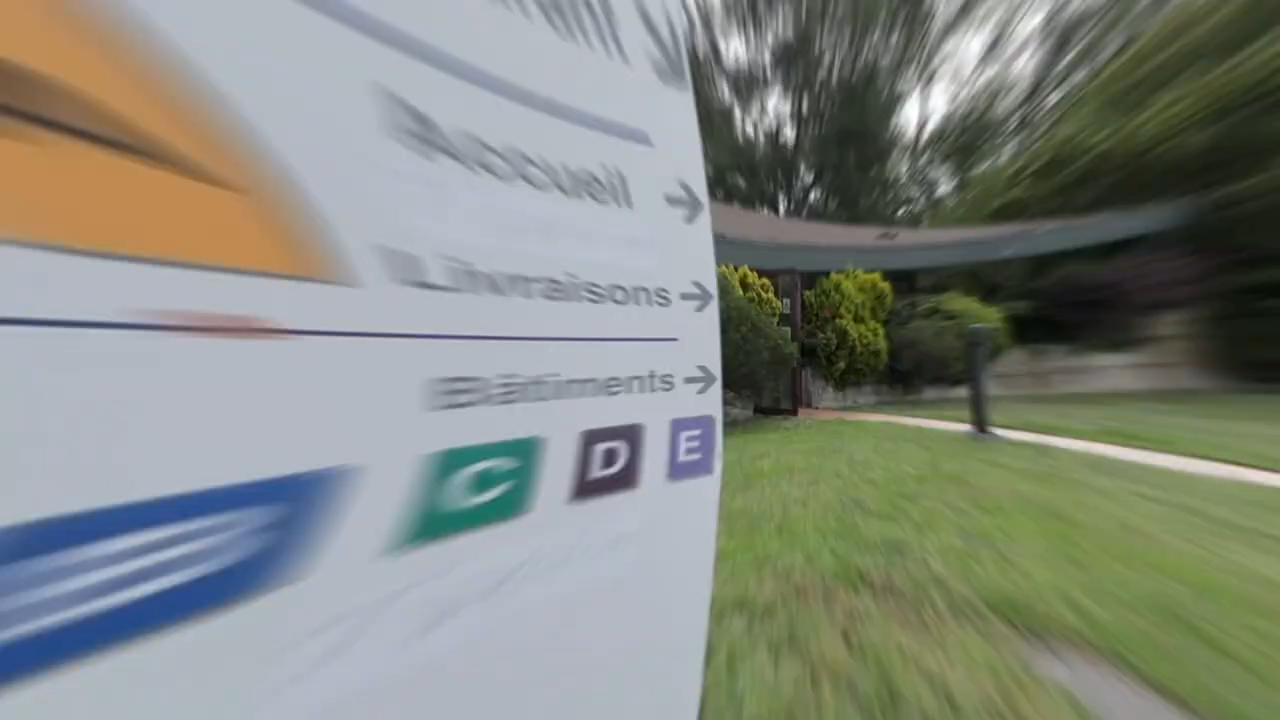 Accueil →
Livraisons →
Bâtiments →
C D E